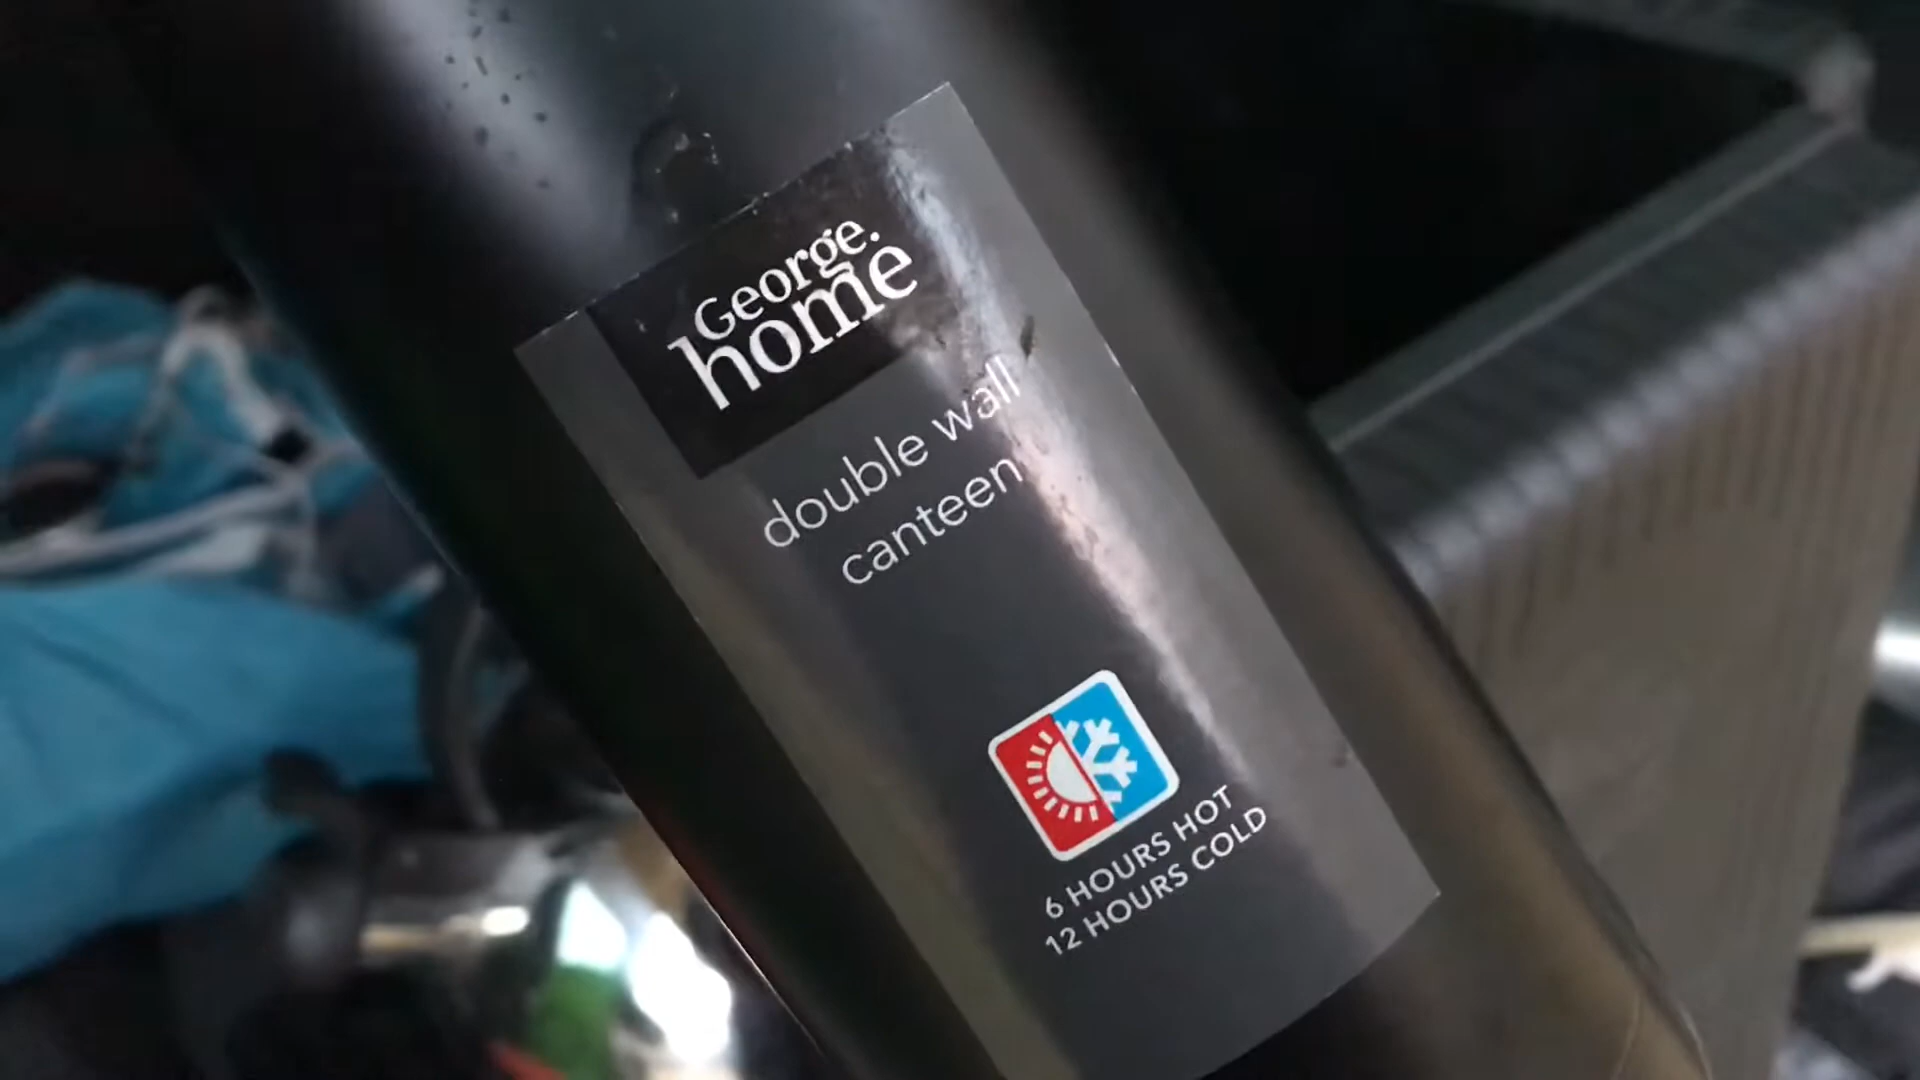 George.
home
double wall
canteen
6 HOURS HOT
12 HOURS COLD